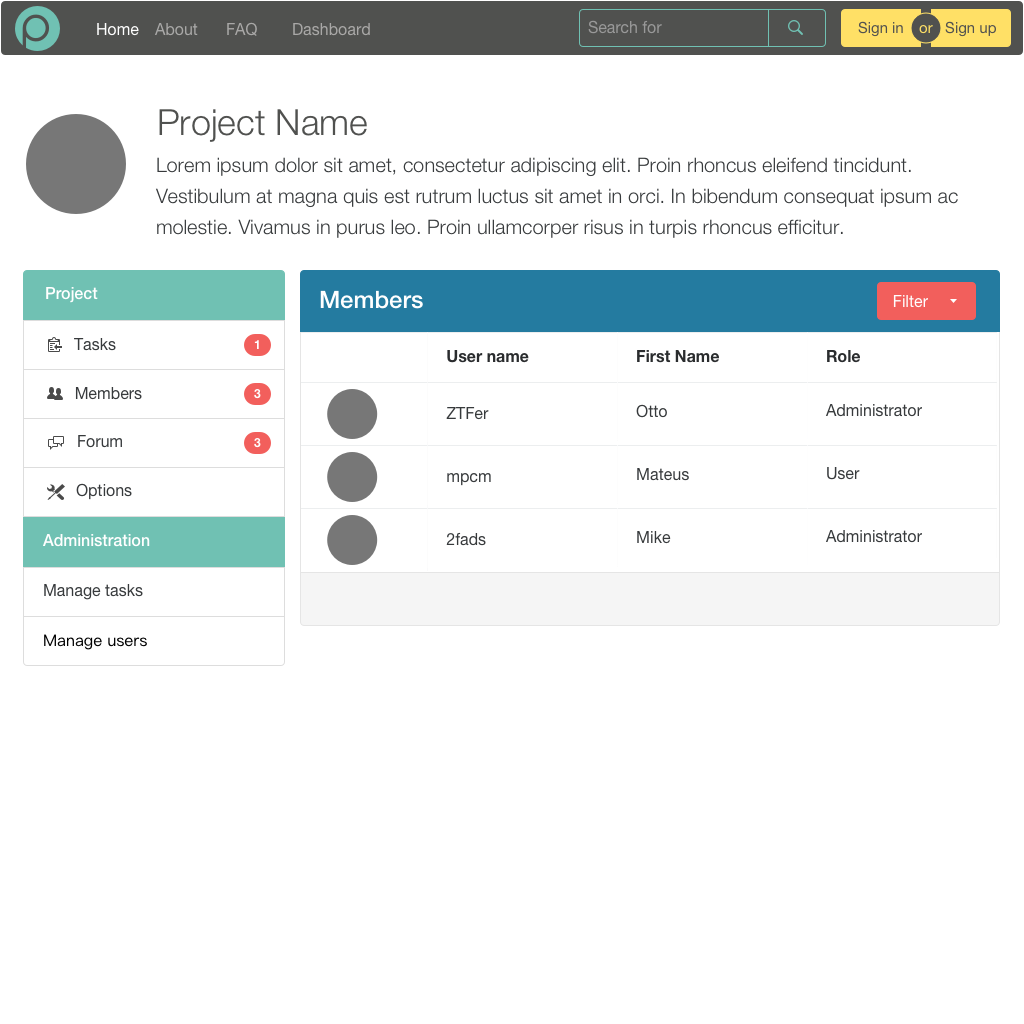 Home About FAQ Dashboard Search for Sign in or Sign up
Project Name
Lorem ipsum dolor sit amet, consectetur adipiscing elit. Proin rhoncus eleifend tincidunt.
Vestibulum at magna quis est rutrum luctus sit amet in orci. In bibendum consequat ipsum ac
molestie. Vivamus in purus leo. Proin ullamcorper risus in turpis rhoncus efficitur.
Project
Tasks 1
Members 3
Forum 3
Options
Administration
Manage tasks
Manage users
Members Filter
User name First Name Role
ZTFer Otto Administrator
mpcm Mateus User
2fads Mike Administrator